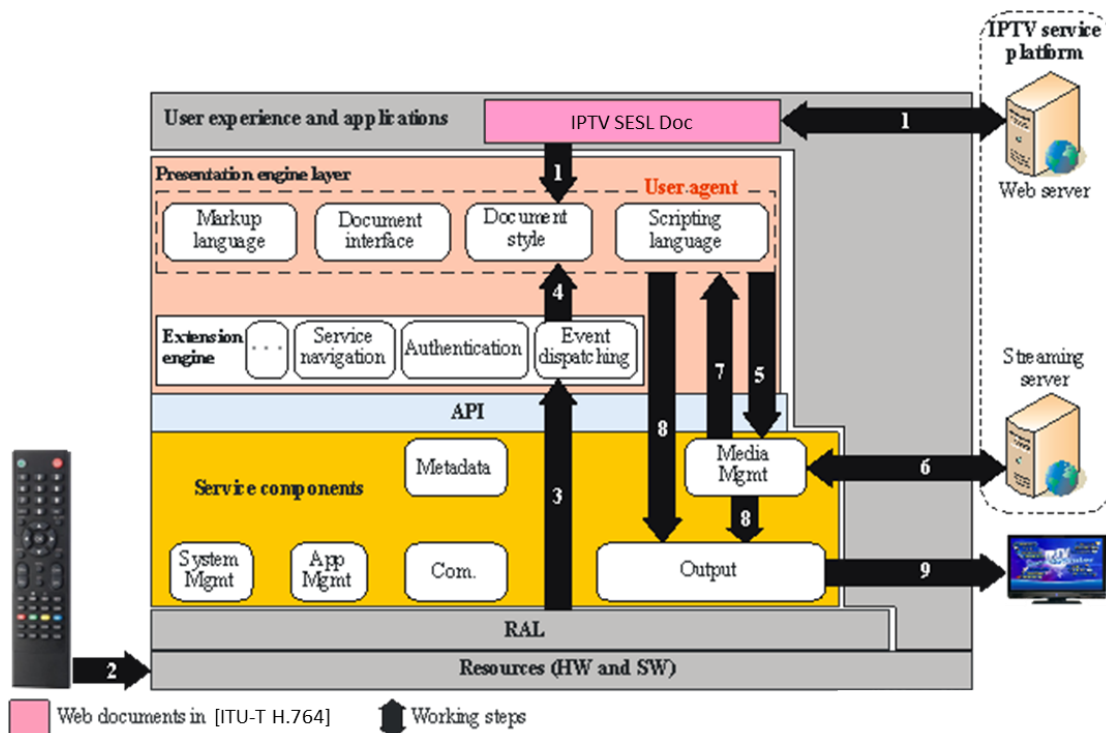 IPTV service
platform
User experience and applications
IPTV SESL Doc
1
Web server
Presentation engine layer
1
User agent
Markup
language
Document
interface
Document
style
Scripting
language
4
Extension
engine
. . .
Service
navigation
Authentication
Event
dispatching
7
5
Streaming
server
API
8
Metadata
Media
Mgmt
6
Service components
3
8
System
Mgmt
App
Mgmt
Com.
Output
9
RAL
2
Resources (HW and SW)
Web documents in [ITU-T H.764]
Working steps